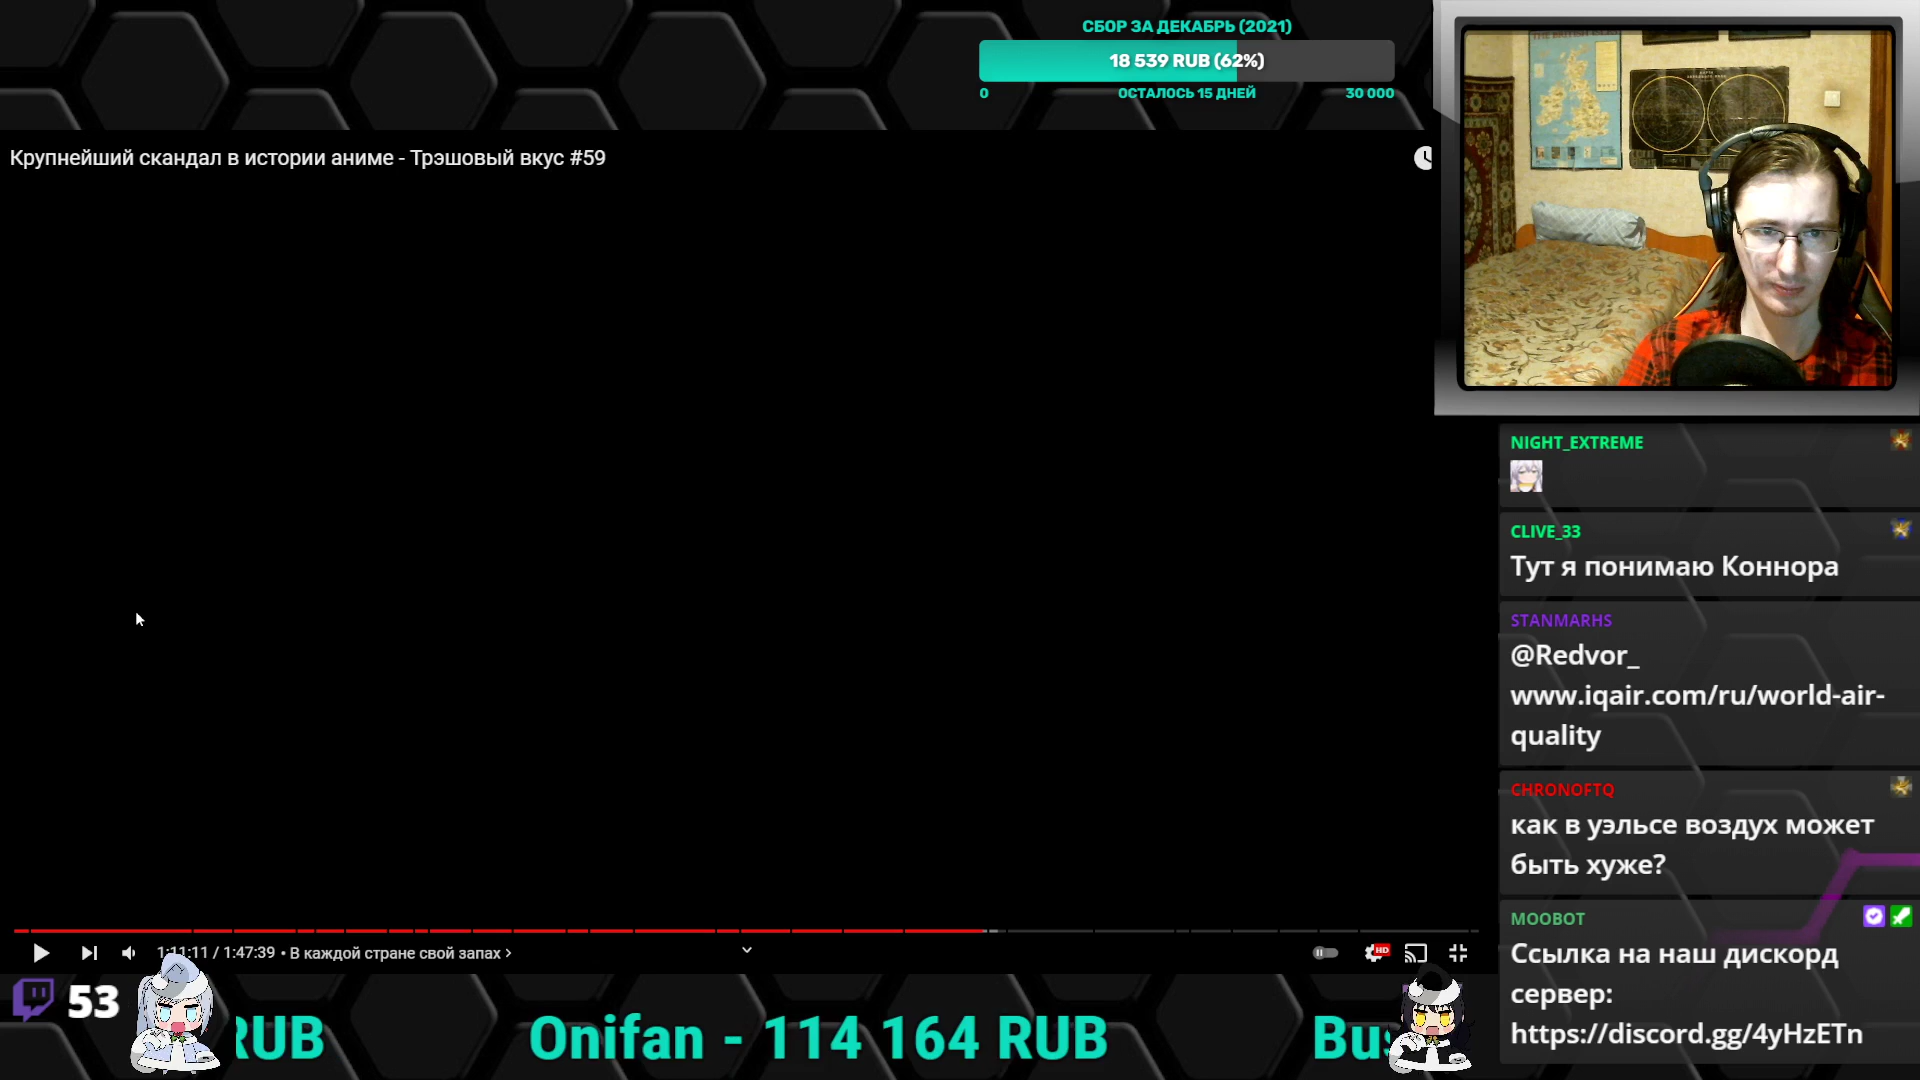 СБОР ЗА ДЕКАБРЬ (2021)
18 539 RUB (62%)
0 ОСТАЛОСЬ 15 ДНЕЙ 30 000
Крупнейший скандал в истории аниме - Трэшовый вкус #59
NIGHT_EXTREME
CLIVE_33
Тут я понимаю Коннора
STANMARHS
@Redvor_
www.iqair.com/ru/world-air-
quality
CHRONOFTQ
как в уэльсе воздух может
быть хуже?
MOOBOT
Ссылка на наш дискорд
сервер:
https://discord.gg/4yHzETn
1:11:11 / 1:47:39 • В каждой стране свой запах >
HD
53
RUB Onifan - 114 164 RUB Bus